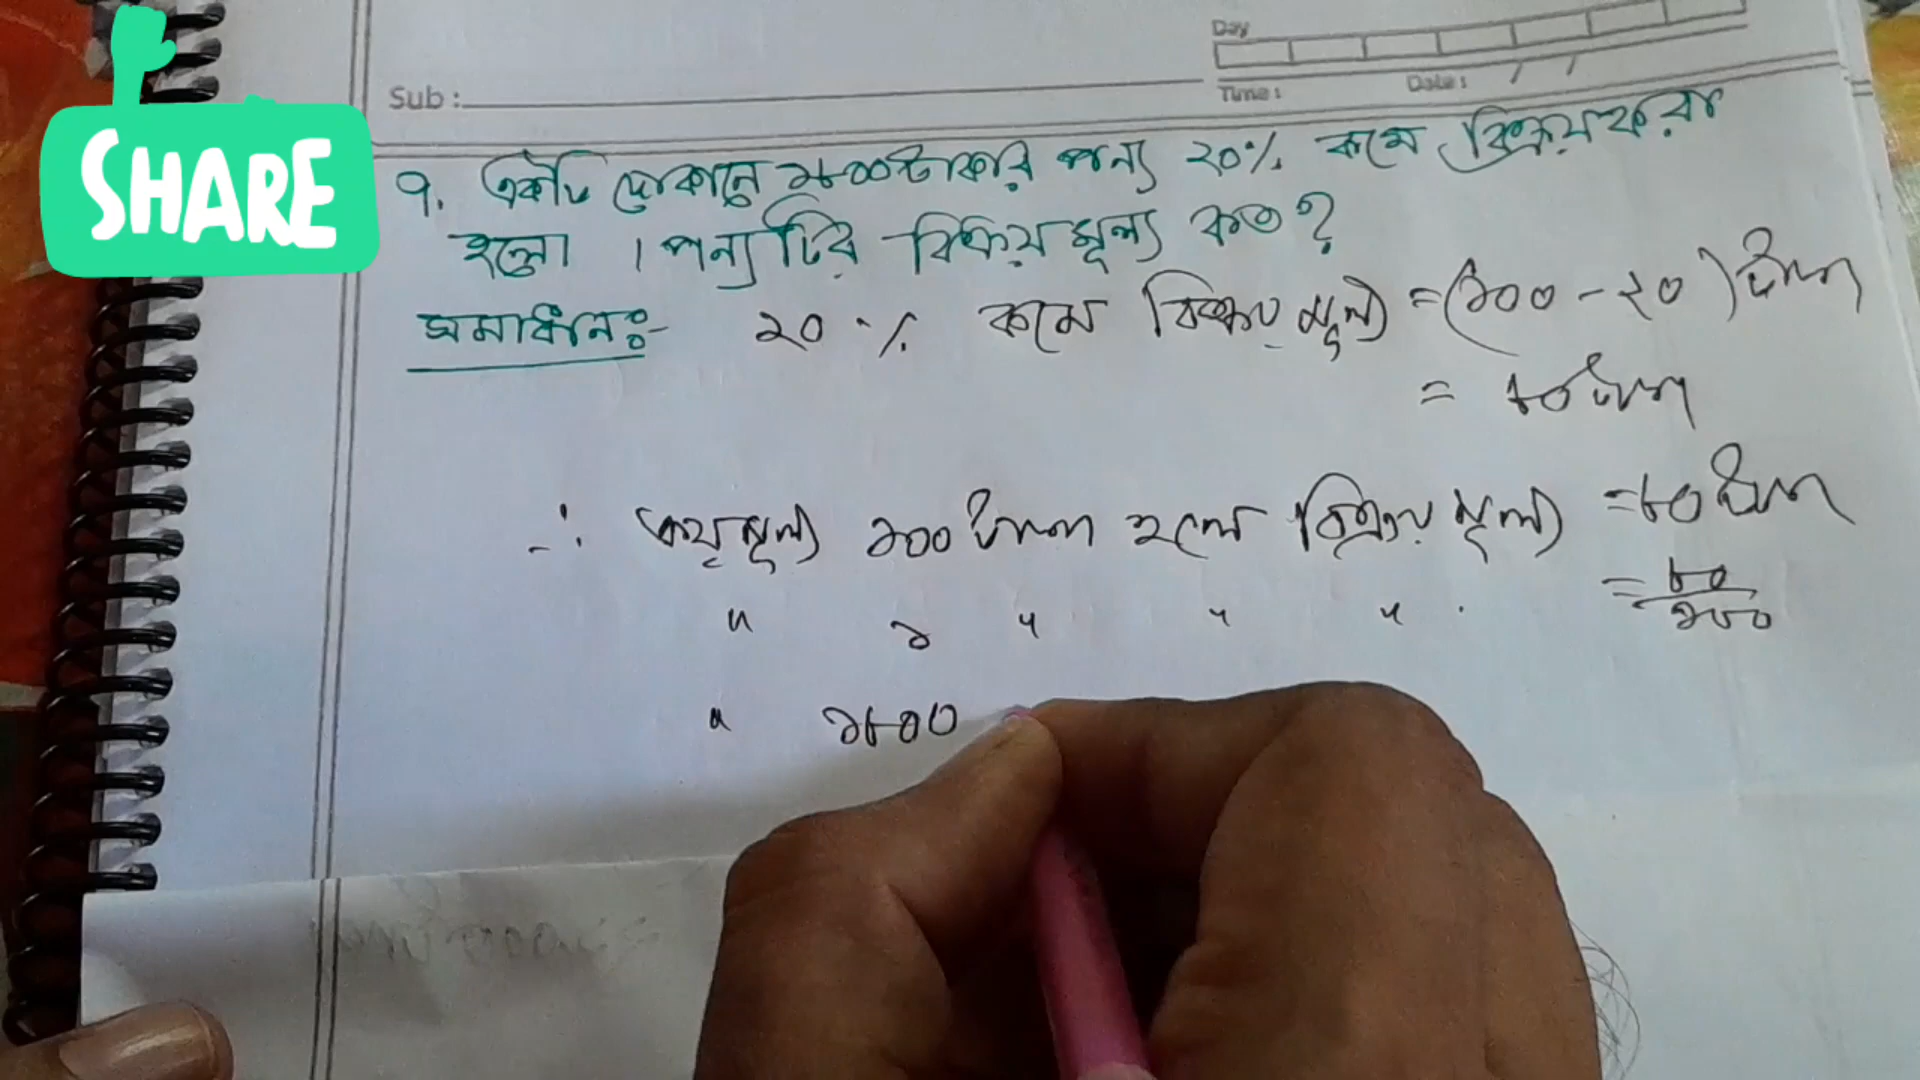 SHARE
Day
Sub :
Time : Date : / /
৭. একটি দোকানে ১৮০০ টাকার পন্য ২০% কমে বিক্রয় করা
হলো । পন্যটির বিক্রয়মূল্য কত?
সমাধানঃ- ২০% কমে বিক্রয় মূল্য = (১০০ - ২০) টাকা
= ৮০ টাকা
∴ ক্রয়মূল্য ১০০ টাকা হলে বিক্রয় মূল্য = ৮০ টাকা
" ১ " " " = ৮০/১০০
" ১৮০০